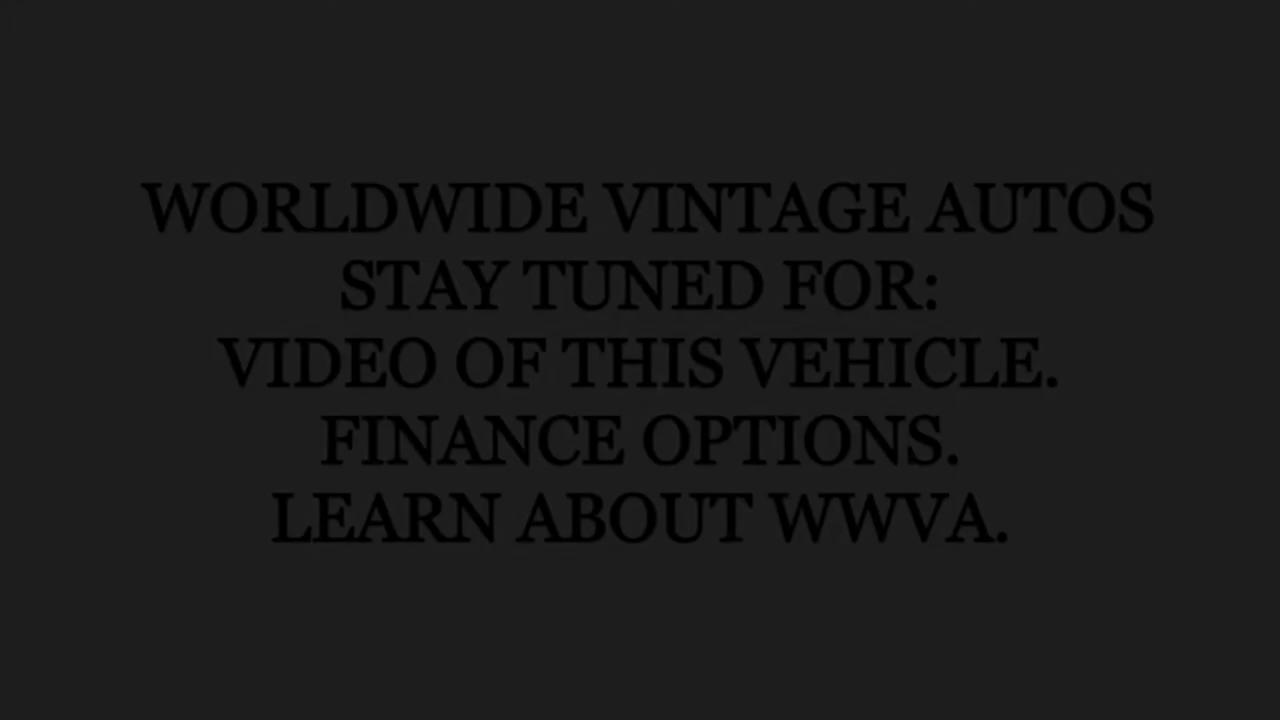 WORLDWIDE VINTAGE AUTOS
STAY TUNED FOR:
VIDEO OF THIS VEHICLE.
FINANCE OPTIONS.
LEARN ABOUT WWVA.